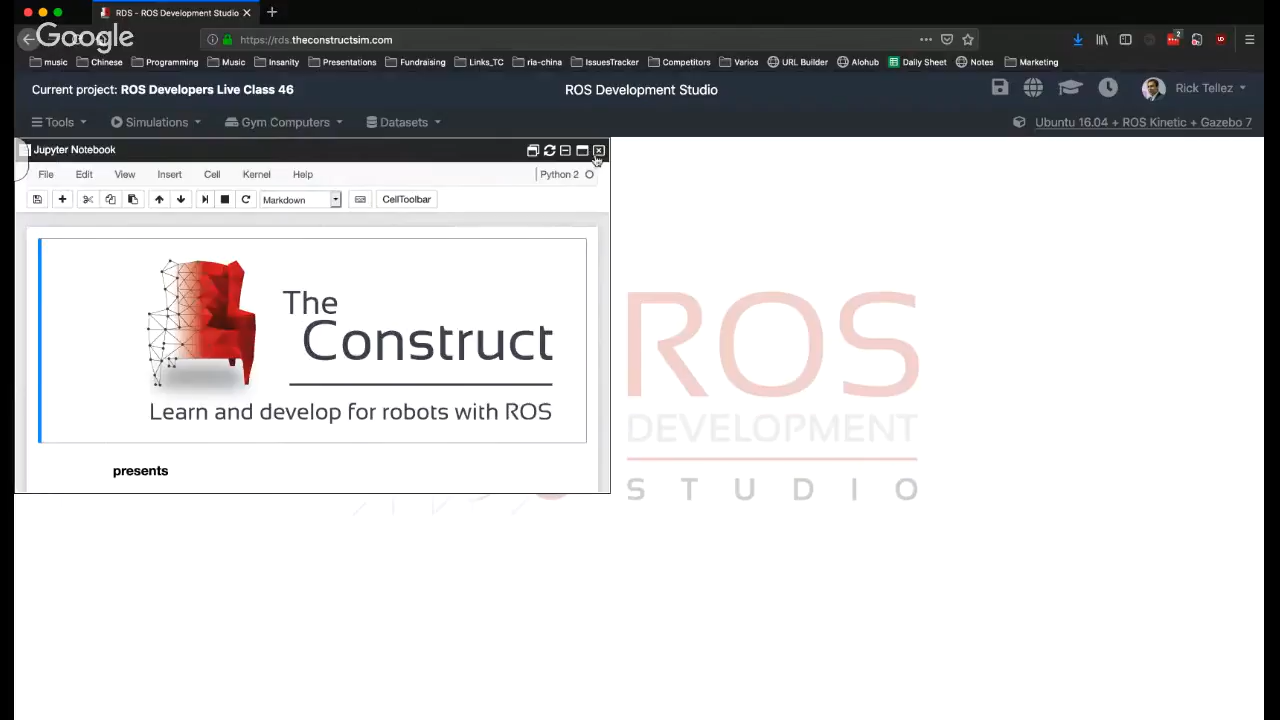 RDS - ROS Development Studio
Google
https://rds.theconstructsim.com
2
music Chinese Programming Music Insanity Presentations Fundraising Links_TC ria-china IssuesTracker Competitors Varios URL Builder Alohub Daily Sheet Notes Marketing
Current project: ROS Developers Live Class 46
ROS Development Studio
Rick Tellez
Tools Simulations Gym Computers Datasets
Ubuntu 16.04 + ROS Kinetic + Gazebo 7
Jupyter Notebook
File Edit View Insert Cell Kernel Help
Python 2
Markdown
CellToolbar
The
Construct
Learn and develop for robots with ROS
presents
ROS
DEVELOPMENT
STUDIO